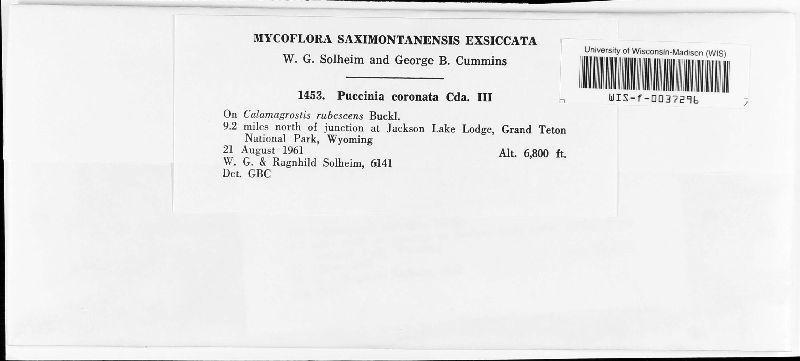 MYCOFLORA SAXIMONTANENSIS EXSICCATA
W. G. Solheim and George B. Cummins
1453. Puccinia coronata Cda. III
On Calamagrostis rubescens Buckl.
9.2 miles north of junction at Jackson Lake Lodge, Grand Teton
National Park, Wyoming
21 August 1961 Alt. 6,800 ft.
W. G. & Ragnhild Solheim, 6141
Det. GBC
University of Wisconsin-Madison (WIS)
WIS-f-0037296